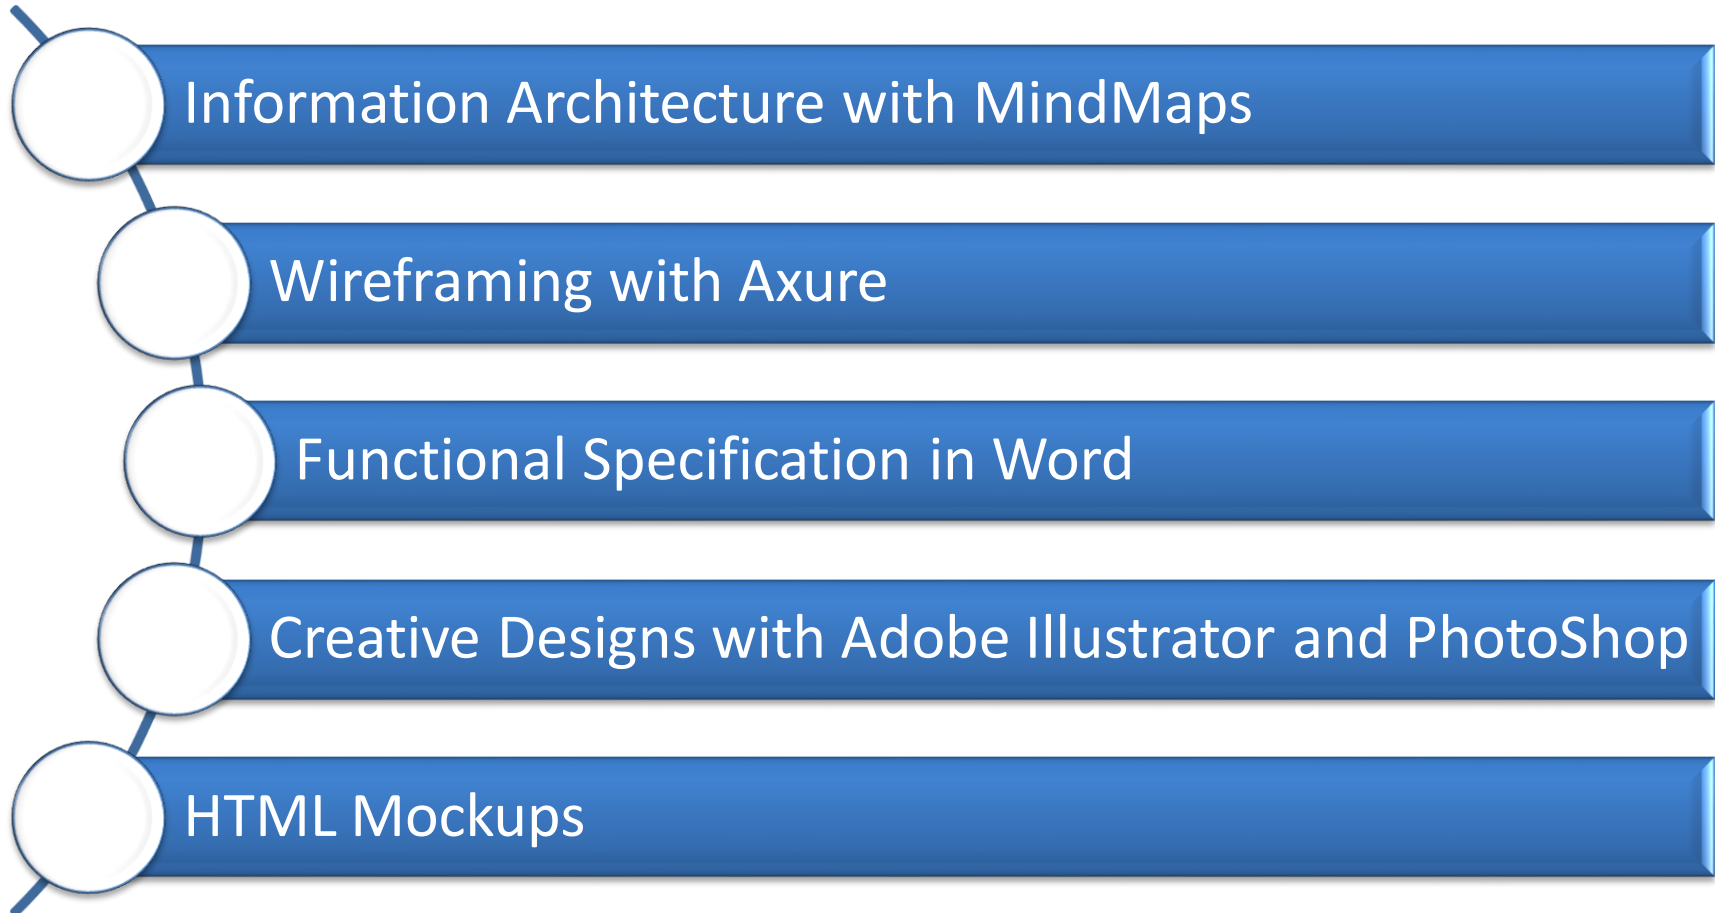 Information Architecture with MindMaps
Wireframing with Axure
Functional Specification in Word
Creative Designs with Adobe Illustrator and PhotoShop
HTML Mockups